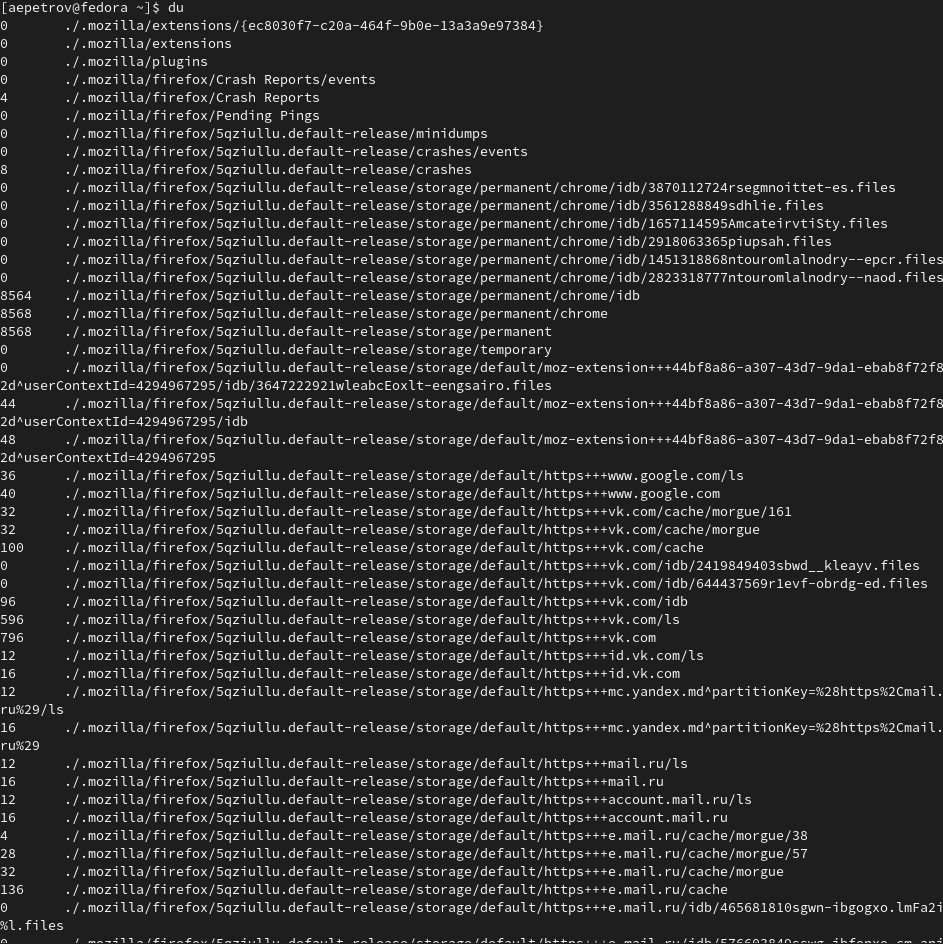 [aepetrov@fedora ~]$ du
0 ./.mozilla/extensions/{ec8030f7-c20a-464f-9b0e-13a3a9e97384}
0 ./.mozilla/extensions
0 ./.mozilla/plugins
0 ./.mozilla/firefox/Crash Reports/events
4 ./.mozilla/firefox/Crash Reports
0 ./.mozilla/firefox/Pending Pings
0 ./.mozilla/firefox/5qziullu.default-release/minidumps
0 ./.mozilla/firefox/5qziullu.default-release/crashes/events
8 ./.mozilla/firefox/5qziullu.default-release/crashes
0 ./.mozilla/firefox/5qziullu.default-release/storage/permanent/chrome/idb/3870112724rsegmnoittet-es.files
0 ./.mozilla/firefox/5qziullu.default-release/storage/permanent/chrome/idb/3561288849sdhlie.files
0 ./.mozilla/firefox/5qziullu.default-release/storage/permanent/chrome/idb/1657114595AmcateirvtiSty.files
0 ./.mozilla/firefox/5qziullu.default-release/storage/permanent/chrome/idb/2918063365piupsah.files
0 ./.mozilla/firefox/5qziullu.default-release/storage/permanent/chrome/idb/1451318868ntouromlalnodry--epcr.files
0 ./.mozilla/firefox/5qziullu.default-release/storage/permanent/chrome/idb/2823318777ntouromlalnodry--naod.files
8564 ./.mozilla/firefox/5qziullu.default-release/storage/permanent/chrome/idb
8568 ./.mozilla/firefox/5qziullu.default-release/storage/permanent/chrome
8568 ./.mozilla/firefox/5qziullu.default-release/storage/permanent
0 ./.mozilla/firefox/5qziullu.default-release/storage/temporary
0 ./.mozilla/firefox/5qziullu.default-release/storage/default/moz-extension+++44bf8a86-a307-43d7-9da1-ebab8f72f8
2d^userContextId=4294967295/idb/3647222921wleabcEoxlt-eengsairo.files
44 ./.mozilla/firefox/5qziullu.default-release/storage/default/moz-extension+++44bf8a86-a307-43d7-9da1-ebab8f72f8
2d^userContextId=4294967295/idb
48 ./.mozilla/firefox/5qziullu.default-release/storage/default/moz-extension+++44bf8a86-a307-43d7-9da1-ebab8f72f8
2d^userContextId=4294967295
36 ./.mozilla/firefox/5qziullu.default-release/storage/default/https+++www.google.com/ls
40 ./.mozilla/firefox/5qziullu.default-release/storage/default/https+++www.google.com
32 ./.mozilla/firefox/5qziullu.default-release/storage/default/https+++vk.com/cache/morgue/161
32 ./.mozilla/firefox/5qziullu.default-release/storage/default/https+++vk.com/cache/morgue
100 ./.mozilla/firefox/5qziullu.default-release/storage/default/https+++vk.com/cache
0 ./.mozilla/firefox/5qziullu.default-release/storage/default/https+++vk.com/idb/2419849403sbwd__kleayv.files
0 ./.mozilla/firefox/5qziullu.default-release/storage/default/https+++vk.com/idb/644437569r1evf-obrdg-ed.files
96 ./.mozilla/firefox/5qziullu.default-release/storage/default/https+++vk.com/idb
596 ./.mozilla/firefox/5qziullu.default-release/storage/default/https+++vk.com/ls
796 ./.mozilla/firefox/5qziullu.default-release/storage/default/https+++vk.com
12 ./.mozilla/firefox/5qziullu.default-release/storage/default/https+++id.vk.com/ls
16 ./.mozilla/firefox/5qziullu.default-release/storage/default/https+++id.vk.com
12 ./.mozilla/firefox/5qziullu.default-release/storage/default/https+++mc.yandex.md^partitionKey=%28https%2Cmail.
ru%29/ls
16 ./.mozilla/firefox/5qziullu.default-release/storage/default/https+++mc.yandex.md^partitionKey=%28https%2Cmail.
ru%29
12 ./.mozilla/firefox/5qziullu.default-release/storage/default/https+++mail.ru/ls
16 ./.mozilla/firefox/5qziullu.default-release/storage/default/https+++mail.ru
12 ./.mozilla/firefox/5qziullu.default-release/storage/default/https+++account.mail.ru/ls
16 ./.mozilla/firefox/5qziullu.default-release/storage/default/https+++account.mail.ru
4 ./.mozilla/firefox/5qziullu.default-release/storage/default/https+++e.mail.ru/cache/morgue/38
28 ./.mozilla/firefox/5qziullu.default-release/storage/default/https+++e.mail.ru/cache/morgue/57
32 ./.mozilla/firefox/5qziullu.default-release/storage/default/https+++e.mail.ru/cache/morgue
136 ./.mozilla/firefox/5qziullu.default-release/storage/default/https+++e.mail.ru/cache
0 ./.mozilla/firefox/5qziullu.default-release/storage/default/https+++e.mail.ru/idb/465681810sgwn-ibgogxo.lmFa2i
%l.files